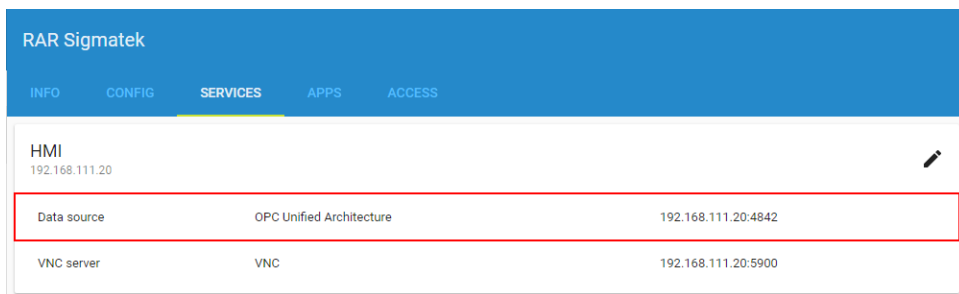 RAR Sigmatek
INFO CONFIG SERVICES APPS ACCESS
HMI
192.168.111.20
Data source OPC Unified Architecture 192.168.111.20:4842
VNC server VNC 192.168.111.20:5900